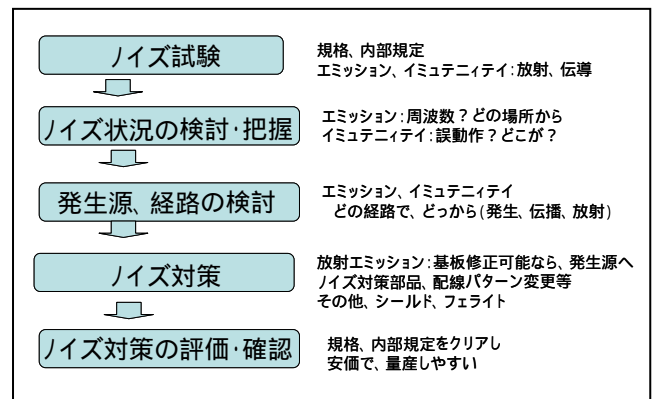 ノイズ試験
規格、内部規定
エミッション、イミュテニィテイ:放射、伝導
ノイズ状況の検討·把握
エミッション:周波数?どの場所から
イミュテニィテイ:誤動作?どこが?
発生源、経路の検討
エミッション、イミュテニィテイ
どの経路で、どっから(発生、伝播、放射)
ノイズ対策
放射エミッション:基板修正可能なら、発生源へ
ノイズ対策部品、配線パターン変更等
その他、シールド、フェライト
ノイズ対策の評価·確認
規格、内部規定をクリアし
安価で、量産しやすい